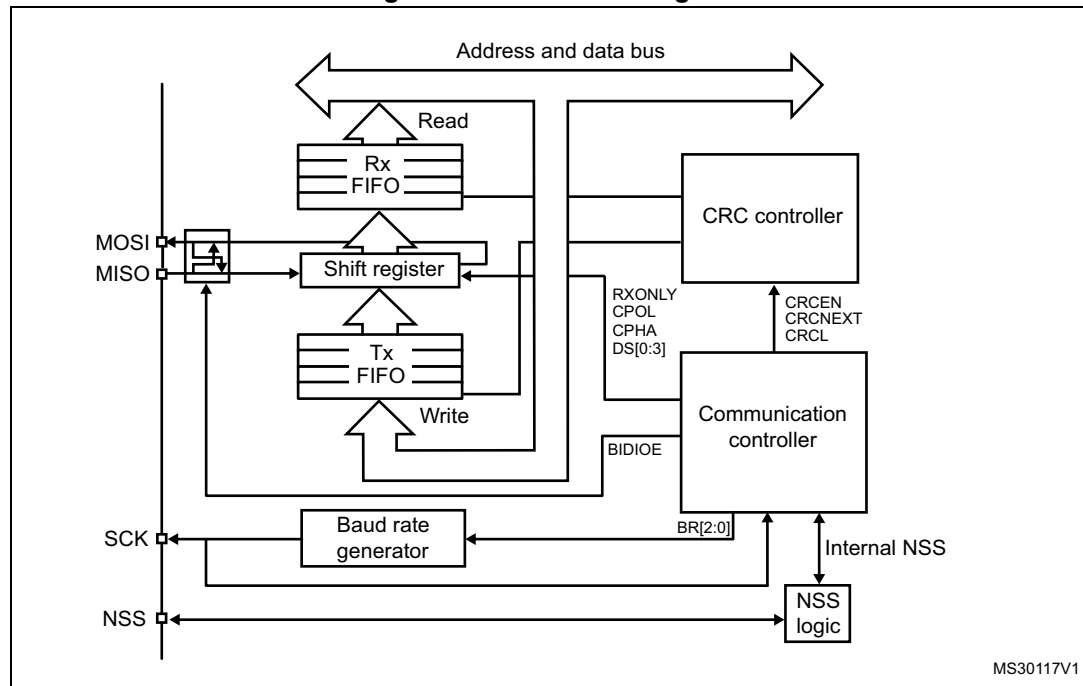 Address and data bus
Read
Rx
FIFO
CRC controller
MOSI
MISO
Shift register
RXONLY
CPOL
CPHA
DS[0:3]
CRCEN
CRCNEXT
CRCL
Tx
FIFO
Write
Communication
controller
BIDIOE
SCK
Baud rate
generator
BR[2:0]
Internal NSS
NSS
NSS
logic
MS30117V1